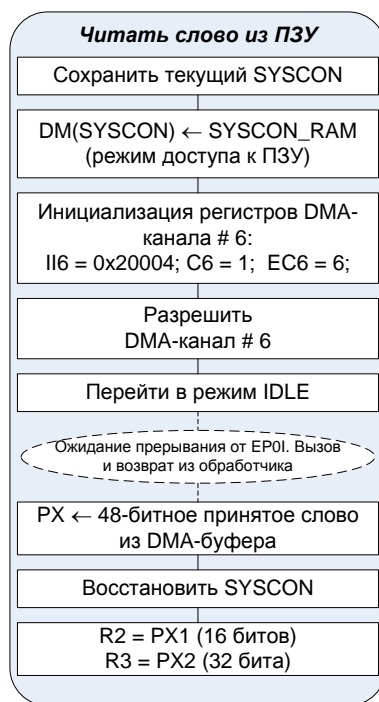 Читать слово из ПЗУ
Сохранить текущий SYSCON
DM(SYSCON) ← SYSCON_RAM
(режим доступа к ПЗУ)
Инициализация регистров DMA-
канала # 6:
II6 = 0x20004; C6 = 1; EC6 = 6;
Разрешить
DMA-канал # 6
Перейти в режим IDLE
Ожидание прерывания от EP0I. Вызов
и возврат из обработчика
PX ← 48-битное принятое слово
из DMA-буфера
Восстановить SYSCON
R2 = PX1 (16 битов)
R3 = PX2 (32 бита)